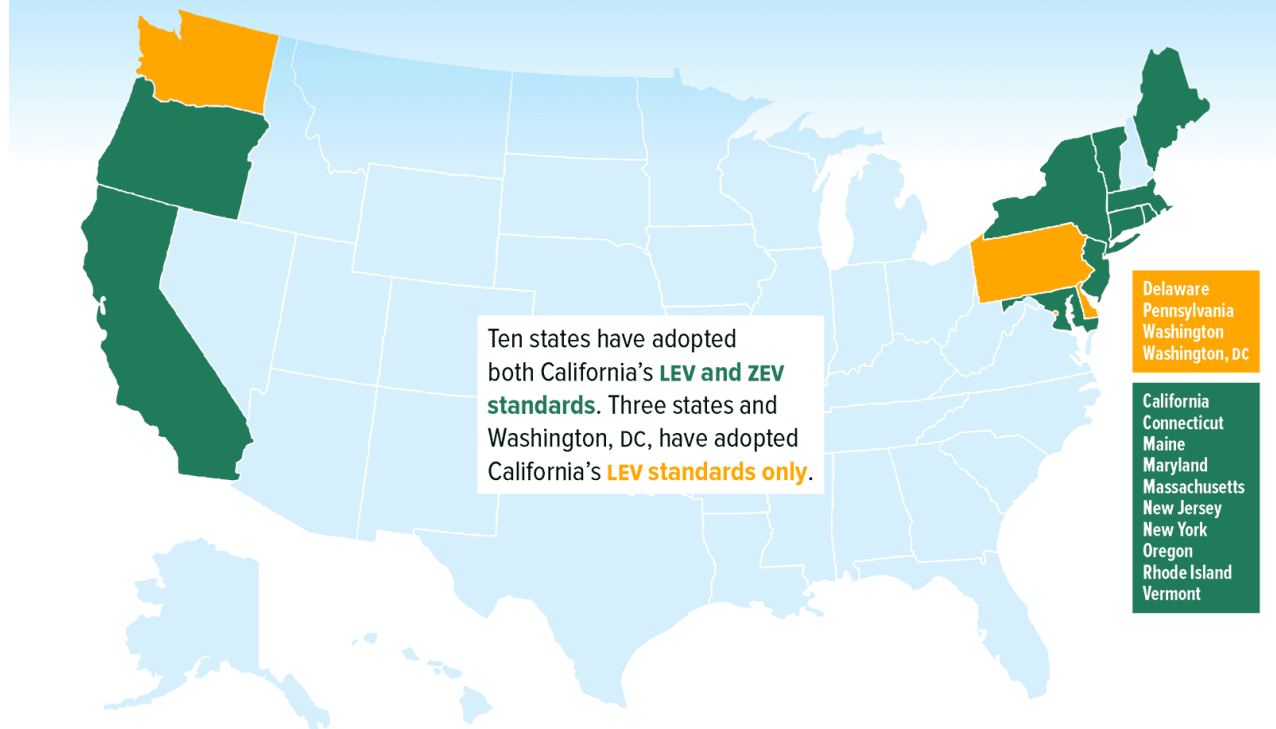 Ten states have adopted
both California’s LEV and ZEV
standards. Three states and
Washington, DC, have adopted
California’s LEV standards only.
Delaware
Pennsylvania
Washington
Washington, DC
California
Connecticut
Maine
Maryland
Massachusetts
New Jersey
New York
Oregon
Rhode Island
Vermont